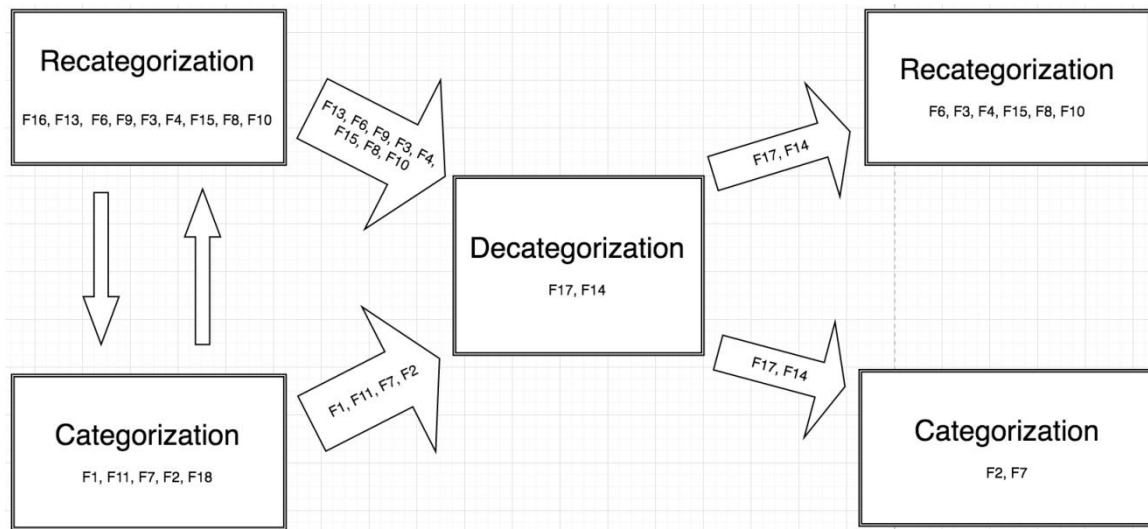 Recategorization
F16, F13, F6, F9, F3, F4, F15, F8, F10
F13, F6, F9, F3, F4,
F15, F8, F10
Categorization
F1, F11, F7, F2, F18
F1, F11, F7, F2
Decategorization
F17, F14
F17, F14
Recategorization
F6, F3, F4, F15, F8, F10
F17, F14
Categorization
F2, F7